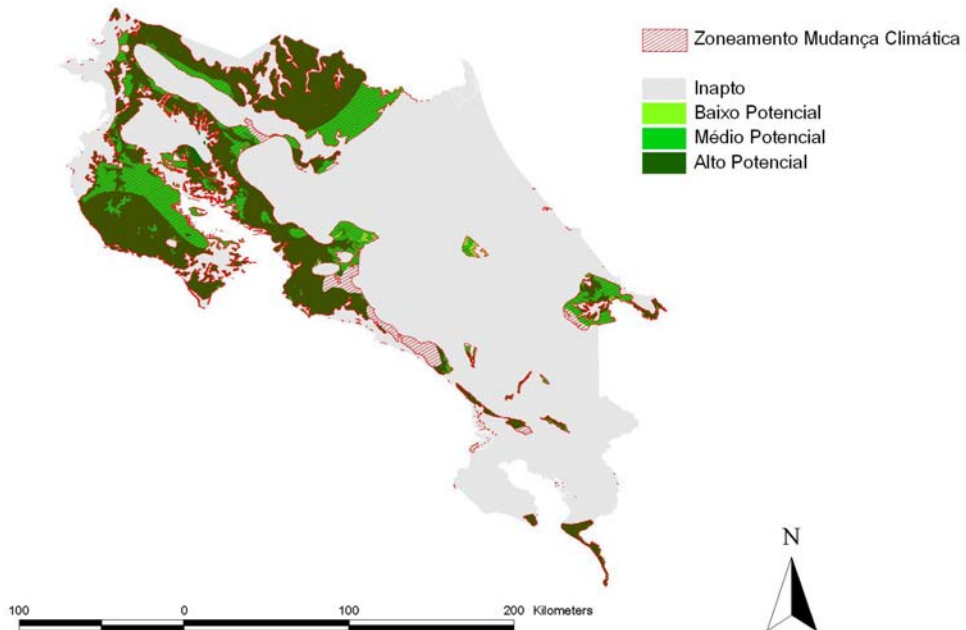 Zoneamento Mudança Climática
Inapto
Baixo Potencial
Médio Potencial
Alto Potencial
N
100 0 100 200 Kilometers